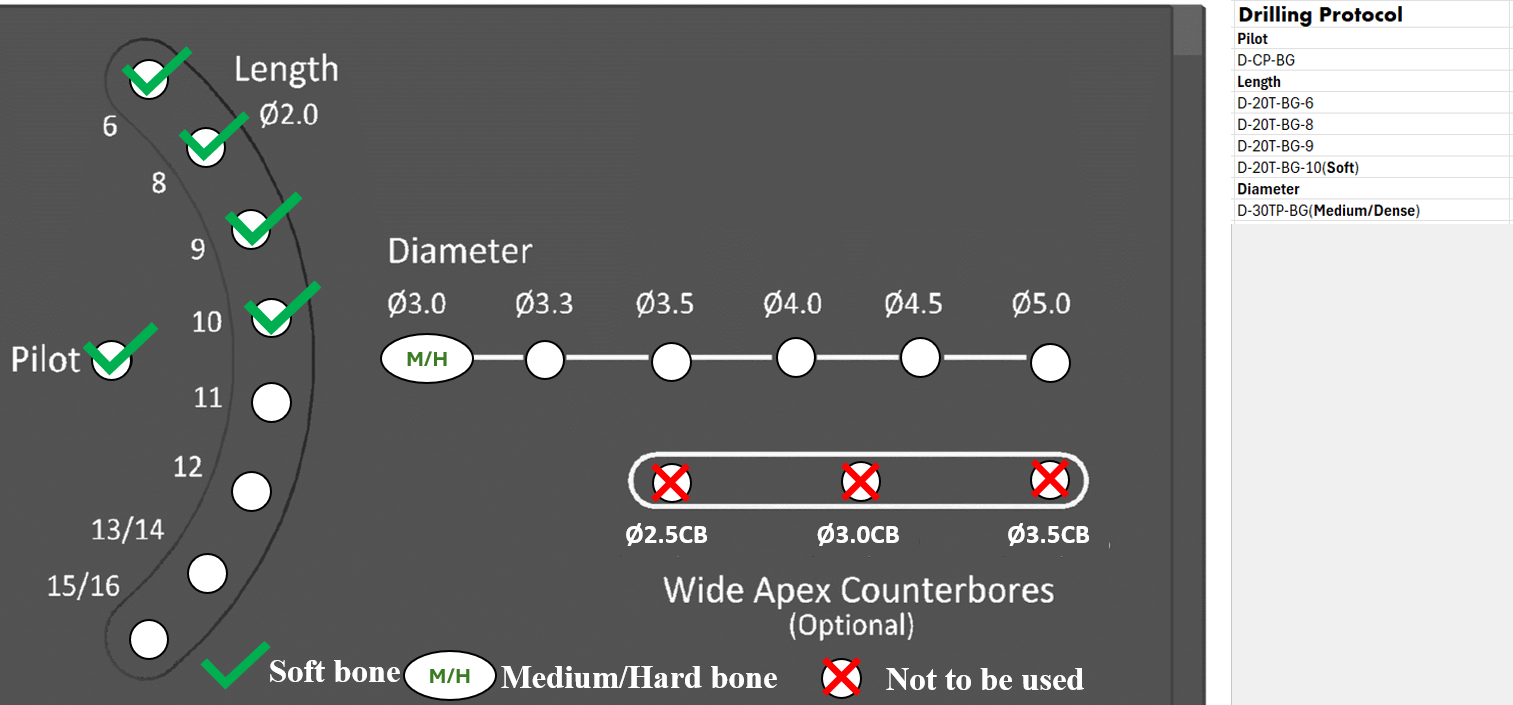 Length
Ø2.0
6
8
9
10
Pilot
11
12
13/14
15/16
Diameter
Ø3.0 Ø3.3 Ø3.5 Ø4.0 Ø4.5 Ø5.0
M/H
Ø2.5CB Ø3.0CB Ø3.5CB
Wide Apex Counterbores
(Optional)
Soft bone M/H Medium/Hard bone Not to be used
Drilling Protocol
Pilot
D-CP-BG
Length
D-20T-BG-6
D-20T-BG-8
D-20T-BG-9
D-20T-BG-10(Soft)
Diameter
D-30TP-BG(Medium/Dense)